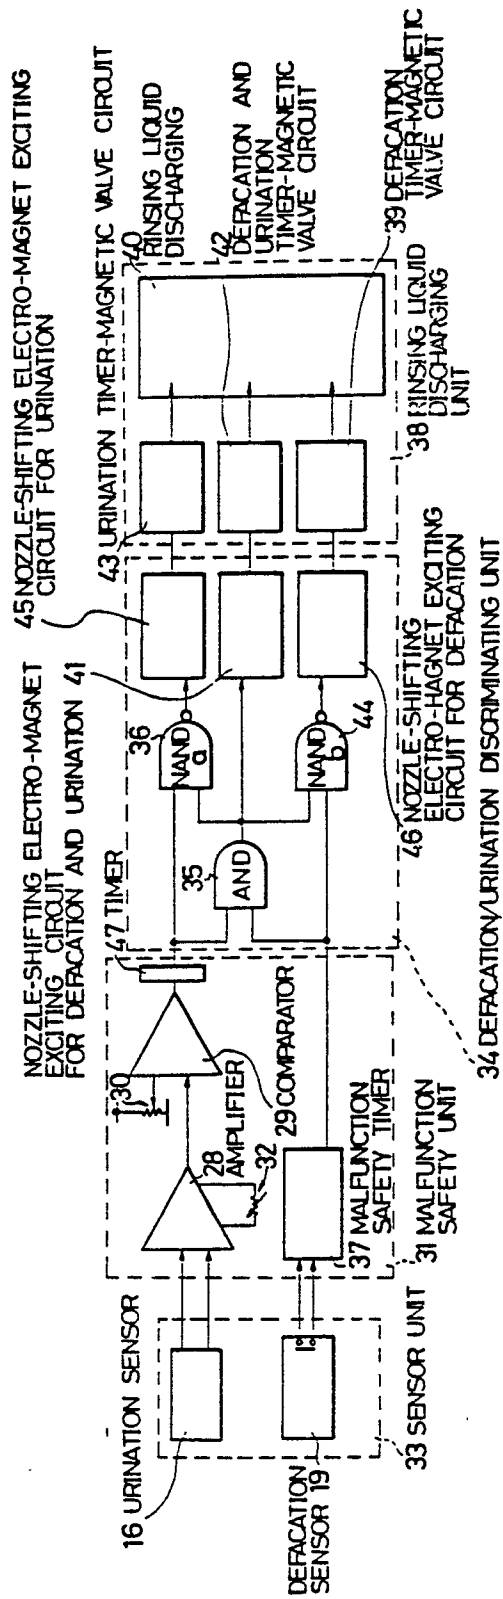 16 URINATION SENSOR
DEFACATION
SENSOR 19
33 SENSOR UNIT
30
28
AMPLIFIER
32
29 COMPARATOR
47 TIMER
37 MALFUNCTION
SAFETY TIMER
31 MALFUNCTION
SAFETY UNIT
NOZZLE-SHIFTING ELECTRO-MAGNET
EXCITING CIRCUIT
FOR DEFACATION AND URINATION 41
36
NAND
a
35
AND
NAND
b
44
45 NOZZLE-SHIFTING ELECTRO-MAGNET EXCITING
CIRCUIT FOR URINATION
46 NOZZLE-SHIFTING
ELECTRO-HAGNET EXCITING
CIRCUIT FOR DEFACATION
34 DEFACATION/URINATION DISCRIMINATING UNIT
43 URINATION TIMER-MAGNETIC VALVE CIRCUIT
40
RINSING LIQUID
DISCHARGING
42
DEFACATION AND
URINATION
TIMER-MAGNETIC
VALVE CIRCUIT
39 DEFACATION
TIMER-MAGNETIC
VALVE CIRCUIT
38 RINSING LIQUID
DISCHARGING
UNIT